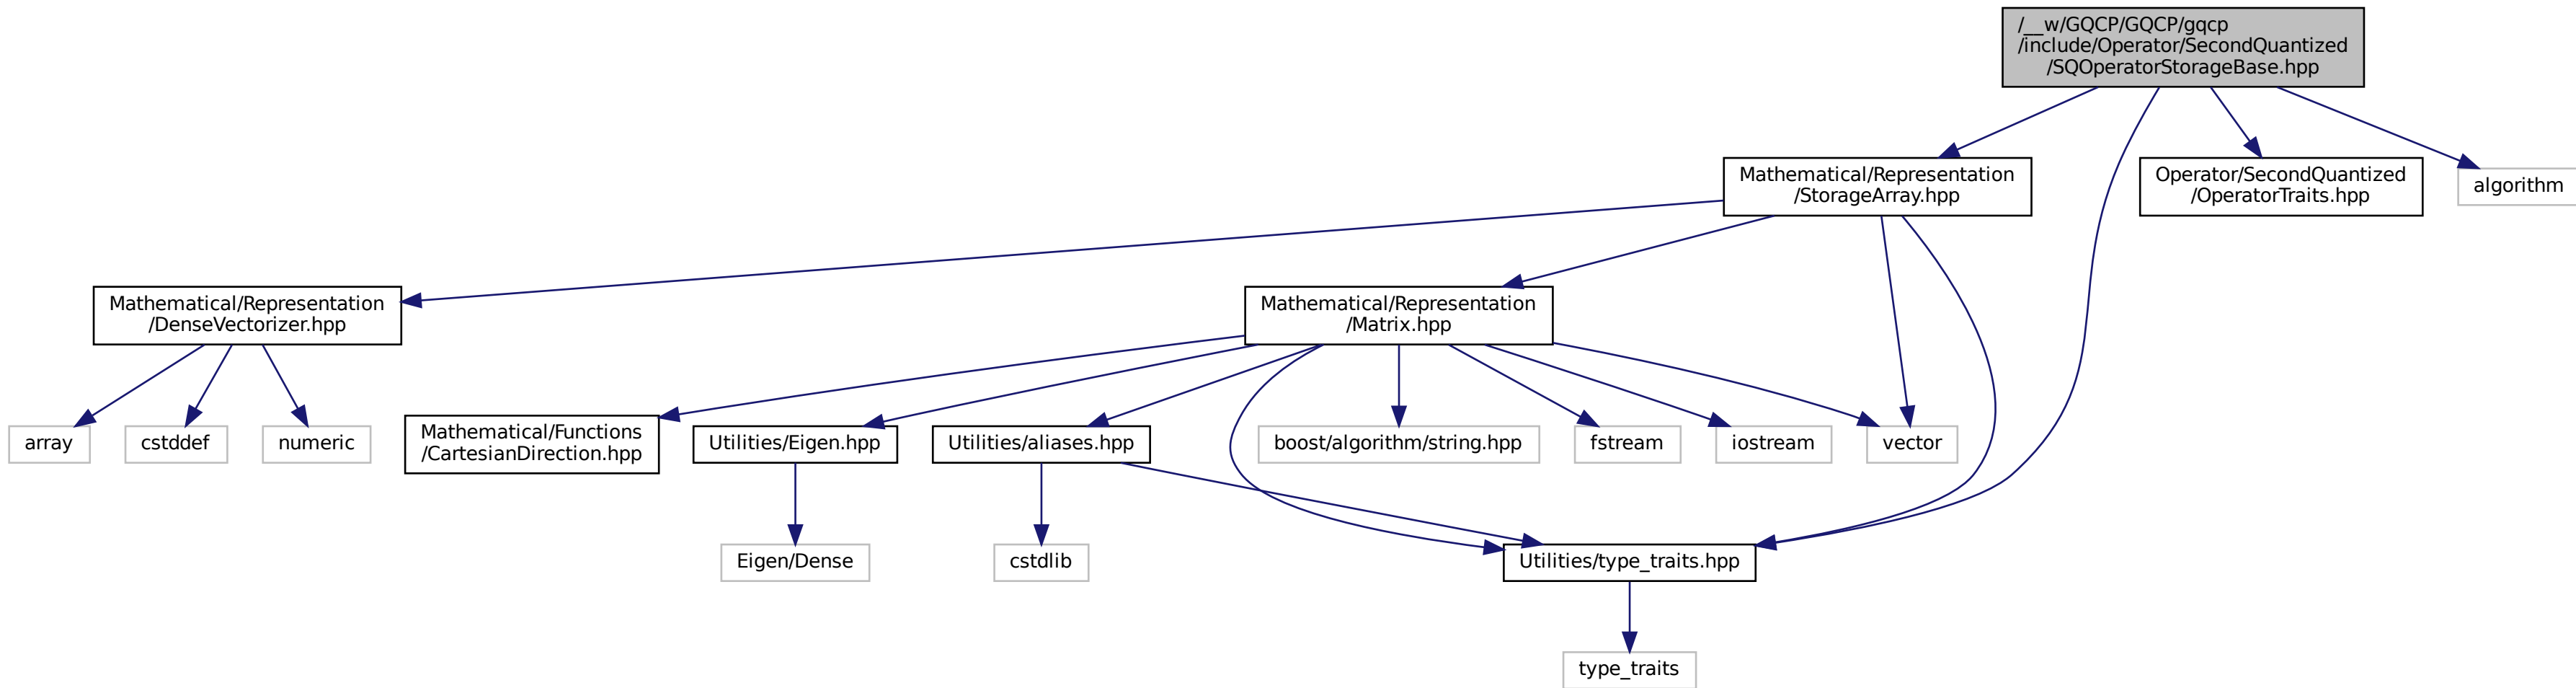 /__w/GQCP/GQCP/gqcp
/include/Operator/SecondQuantized
/SQOperatorStorageBase.hpp
Mathematical/Representation
/StorageArray.hpp
Operator/SecondQuantized
/OperatorTraits.hpp
algorithm
Mathematical/Representation
/DenseVectorizer.hpp
Mathematical/Representation
/Matrix.hpp
array
cstddef
numeric
Mathematical/Functions
/CartesianDirection.hpp
Utilities/Eigen.hpp
Utilities/aliases.hpp
boost/algorithm/string.hpp
fstream
iostream
vector
Eigen/Dense
cstdlib
Utilities/type_traits.hpp
type_traits